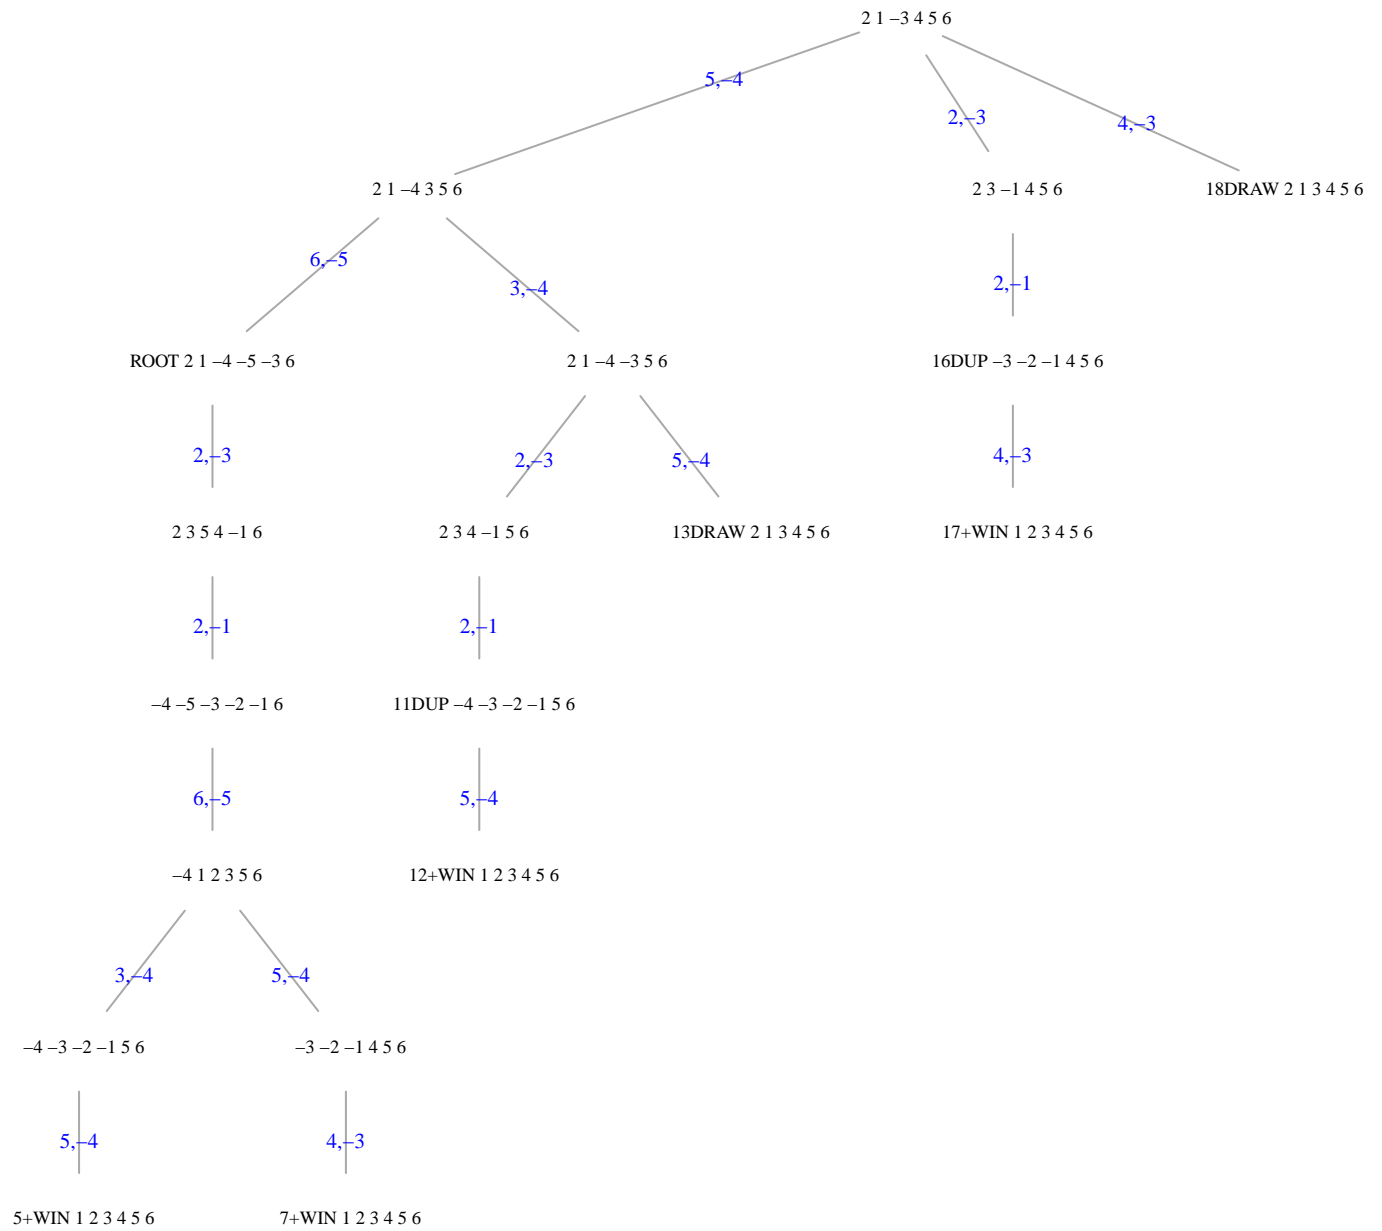 2 1 –3 4 5 6
5,–4
2,–3
4,–3
2 1 –4 3 5 6
2 3 –1 4 5 6
18DRAW 2 1 3 4 5 6
6,–5
3,–4
2,–1
ROOT 2 1 –4 –5 –3 6
2 1 –4 –3 5 6
16DUP –3 –2 –1 4 5 6
2,–3
2,–3
5,–4
4,–3
2 3 5 4 –1 6
2 3 4 –1 5 6
13DRAW 2 1 3 4 5 6
17+WIN 1 2 3 4 5 6
2,–1
2,–1
–4 –5 –3 –2 –1 6
11DUP –4 –3 –2 –1 5 6
6,–5
5,–4
–4 1 2 3 5 6
12+WIN 1 2 3 4 5 6
3,–4
5,–4
–4 –3 –2 –1 5 6
–3 –2 –1 4 5 6
5,–4
4,–3
5+WIN 1 2 3 4 5 6
7+WIN 1 2 3 4 5 6